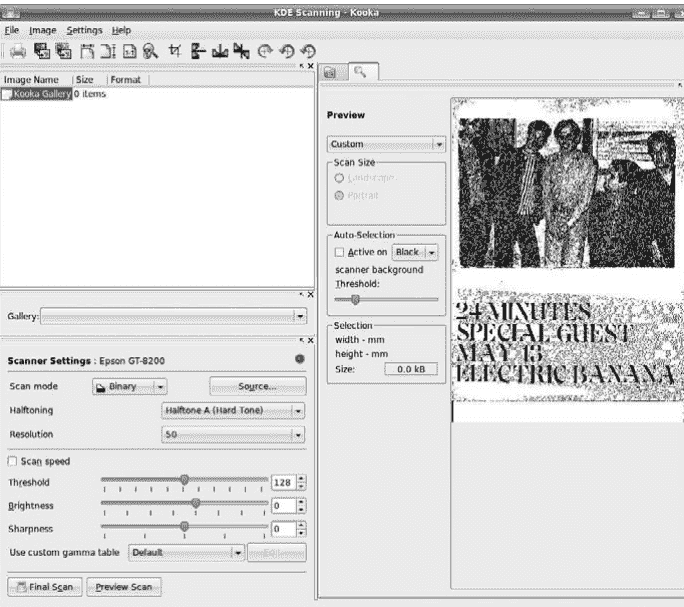 KDE Scanning - Kooka
File Image Settings Help
Image Name Size Format
Kooka Gallery 0 items
Gallery:
Scanner Settings : Epson GT-8200
Scan mode Binary Source...
Halftoning Halftone A (Hard Tone)
Resolution 50
Scan speed
Threshold 128
Brightness 0
Sharpness 0
Use custom gamma table Default
Final Scan Preview Scan
Preview
Custom
Scan Size
Landscape
Portrait
Auto-Selection
Active on Black
scanner background
Threshold:
Selection
width - mm
height - mm
Size: 0.0 kB
24 MINUTES
SPECIAL GUEST
MAY 13
ELECTRIC BANANA